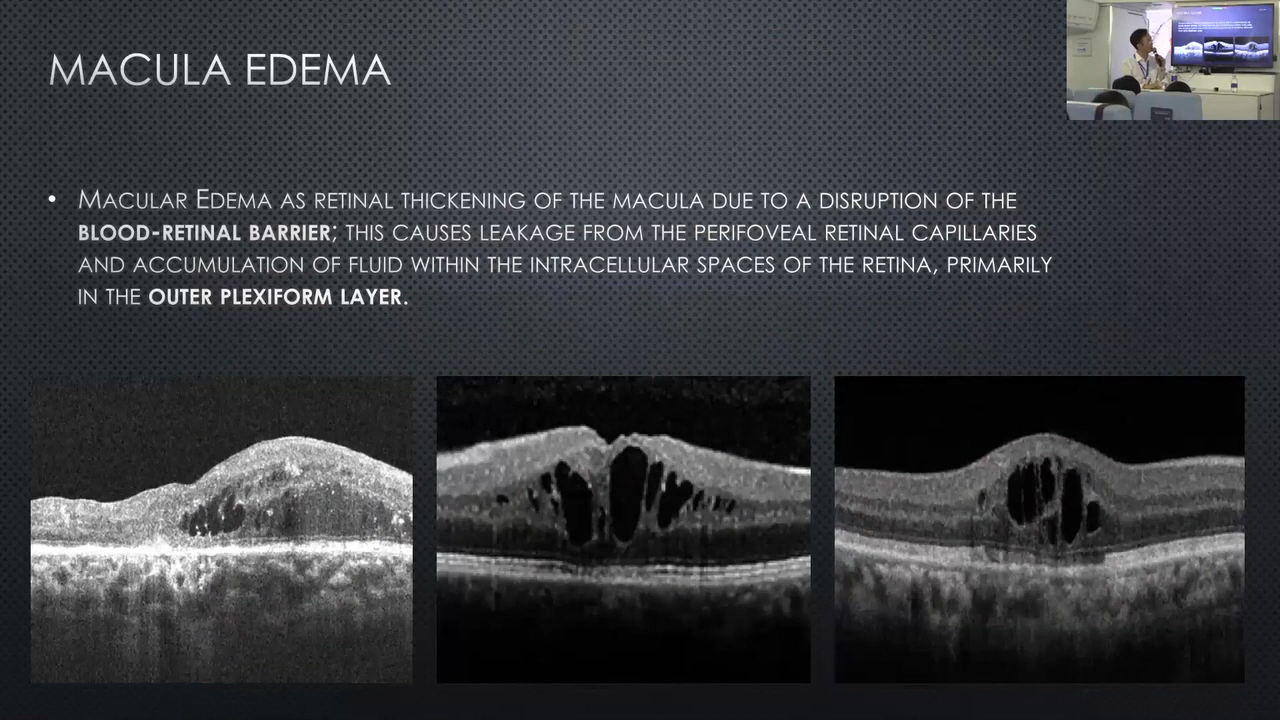 MACULA EDEMA
• MACULAR EDEMA AS RETINAL THICKENING OF THE MACULA DUE TO A DISRUPTION OF THE
BLOOD-RETINAL BARRIER; THIS CAUSES LEAKAGE FROM THE PERIFOVEAL RETINAL CAPILLARIES
AND ACCUMULATION OF FLUID WITHIN THE INTRACELLULAR SPACES OF THE RETINA, PRIMARILY
IN THE OUTER PLEXIFORM LAYER.